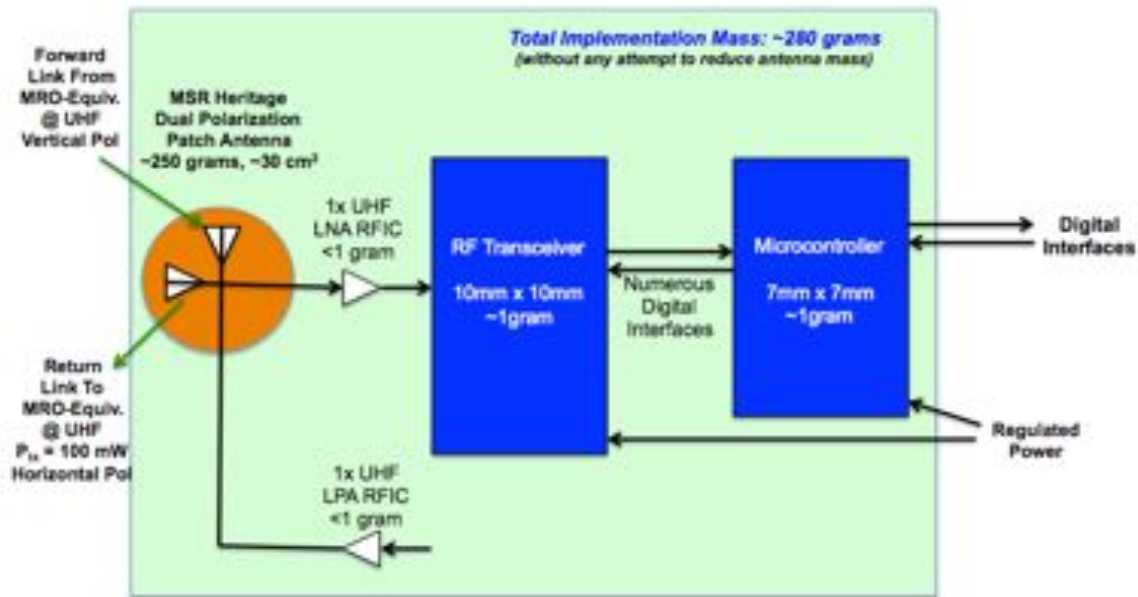 Total Implementation Mass: ~280 grams
(without any attempt to reduce antenna mass)
Forward
Link From
MRO-Equiv.
@ UHF
Vertical Pol
MSR Heritage
Dual Polarization
Patch Antenna
~250 grams, ~30 cm³
1x UHF
LNA RFIC
<1 gram
RF Transceiver
10mm x 10mm
~1gram
Numerous
Digital
Interfaces
Microcontroller
7mm x 7mm
~1gram
Digital
Interfaces
Return
Link To
MRO-Equiv.
@ UHF
Ptx = 100 mW
Horizontal Pol
1x UHF
LPA RFIC
<1 gram
Regulated
Power